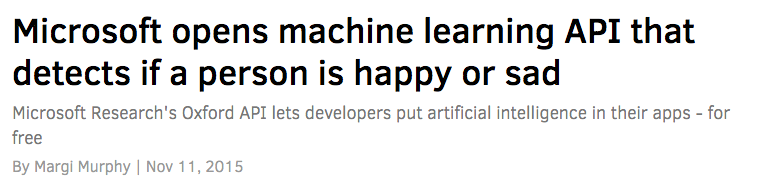 Microsoft opens machine learning API that
detects if a person is happy or sad
Microsoft Research's Oxford API lets developers put artificial intelligence in their apps - for
free
By Margi Murphy | Nov 11, 2015